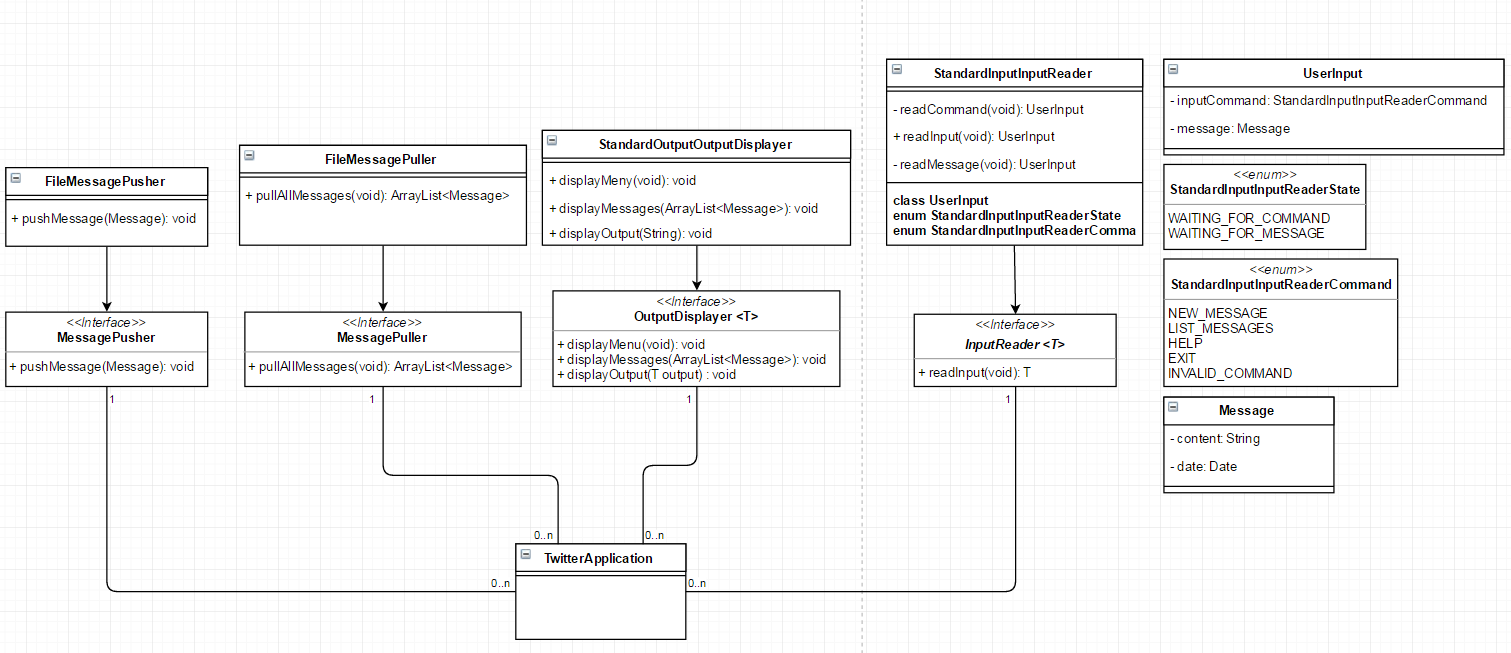 FileMessagePusher
+ pushMessage(Message): void
<<Interface>>
MessagePusher
+ pushMessage(Message): void
1
FileMessagePuller
+ pullAllMessages(void): ArrayList<Message>
<<Interface>>
MessagePuller
+ pullAllMessages(void): ArrayList<Message>
1
StandardOutputOutputDisplayer
+ displayMeny(void): void
+ displayMessages(ArrayList<Message>): void
+ displayOutput(String): void
<<Interface>>
OutputDisplayer <T>
+ displayMenu(void): void
+ displayMessages(ArrayList<Message>): void
+ displayOutput(T output) : void
1
StandardInputInputReader
- readCommand(void): UserInput
+ readInput(void): UserInput
- readMessage(void): UserInput
class UserInput
enum StandardInputInputReaderState
enum StandardInputInputReaderComma
<<Interface>>
InputReader <T>
+ readInput(void): T
1
UserInput
- inputCommand: StandardInputInputReaderCommand
- message: Message
<<enum>>
StandardInputInputReaderState
WAITING_FOR_COMMAND
WAITING_FOR_MESSAGE
<<enum>>
StandardInputInputReaderCommand
NEW_MESSAGE
LIST_MESSAGES
HELP
EXIT
INVALID_COMMAND
Message
- content: String
- date: Date
0..n
0..n
0..n
0..n
TwitterApplication